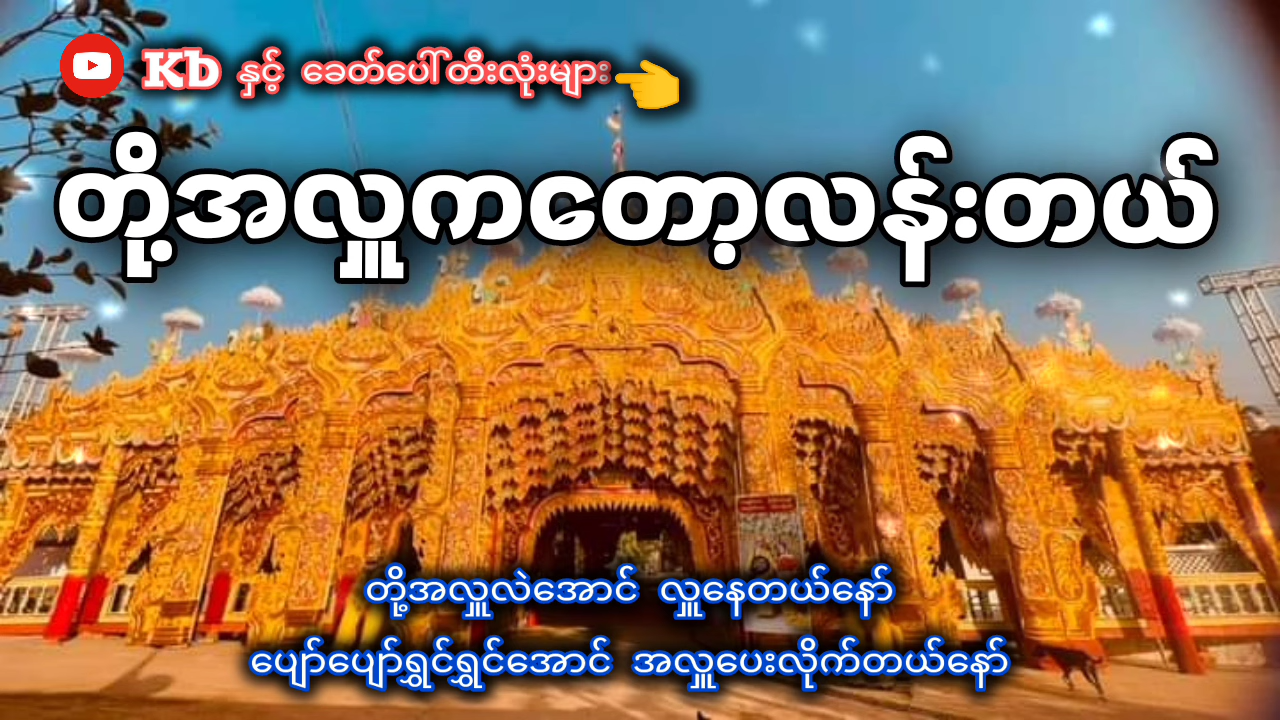 Kb နှင့် ခေတ်ပေါ်တီးလုံးများ
တို့အလှူကတော့လန်းတယ်
တို့အလှူလဲအောင် လှူနေတယ်နော်
ပျော်ပျော်ရွှင်ရွှင်အောင် အလှူပေးလိုက်တယ်နော်